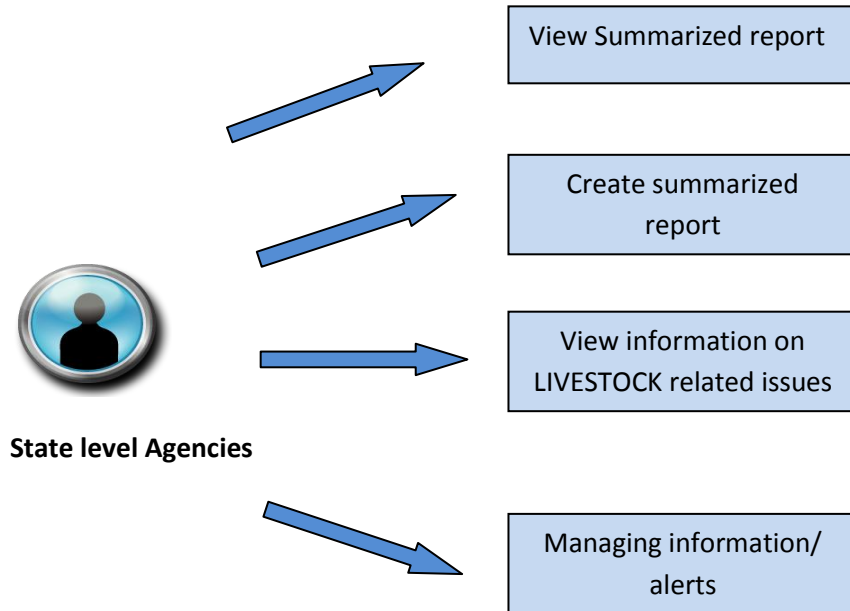 View Summarized report
Create summarized
report
View information on
LIVESTOCK related issues
State level Agencies
Managing information/
alerts